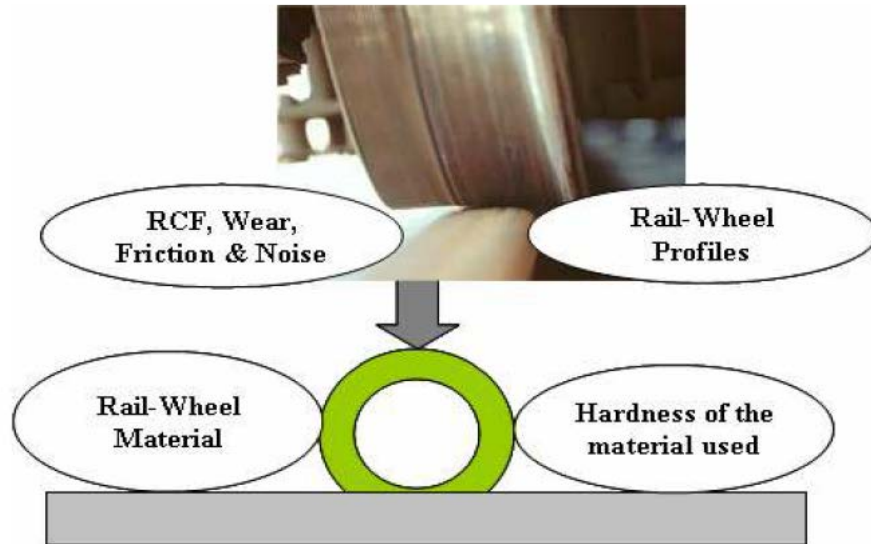 RCF, Wear,
Friction & Noise
Rail-Wheel
Profiles
Rail-Wheel
Material
Hardness of the
material used